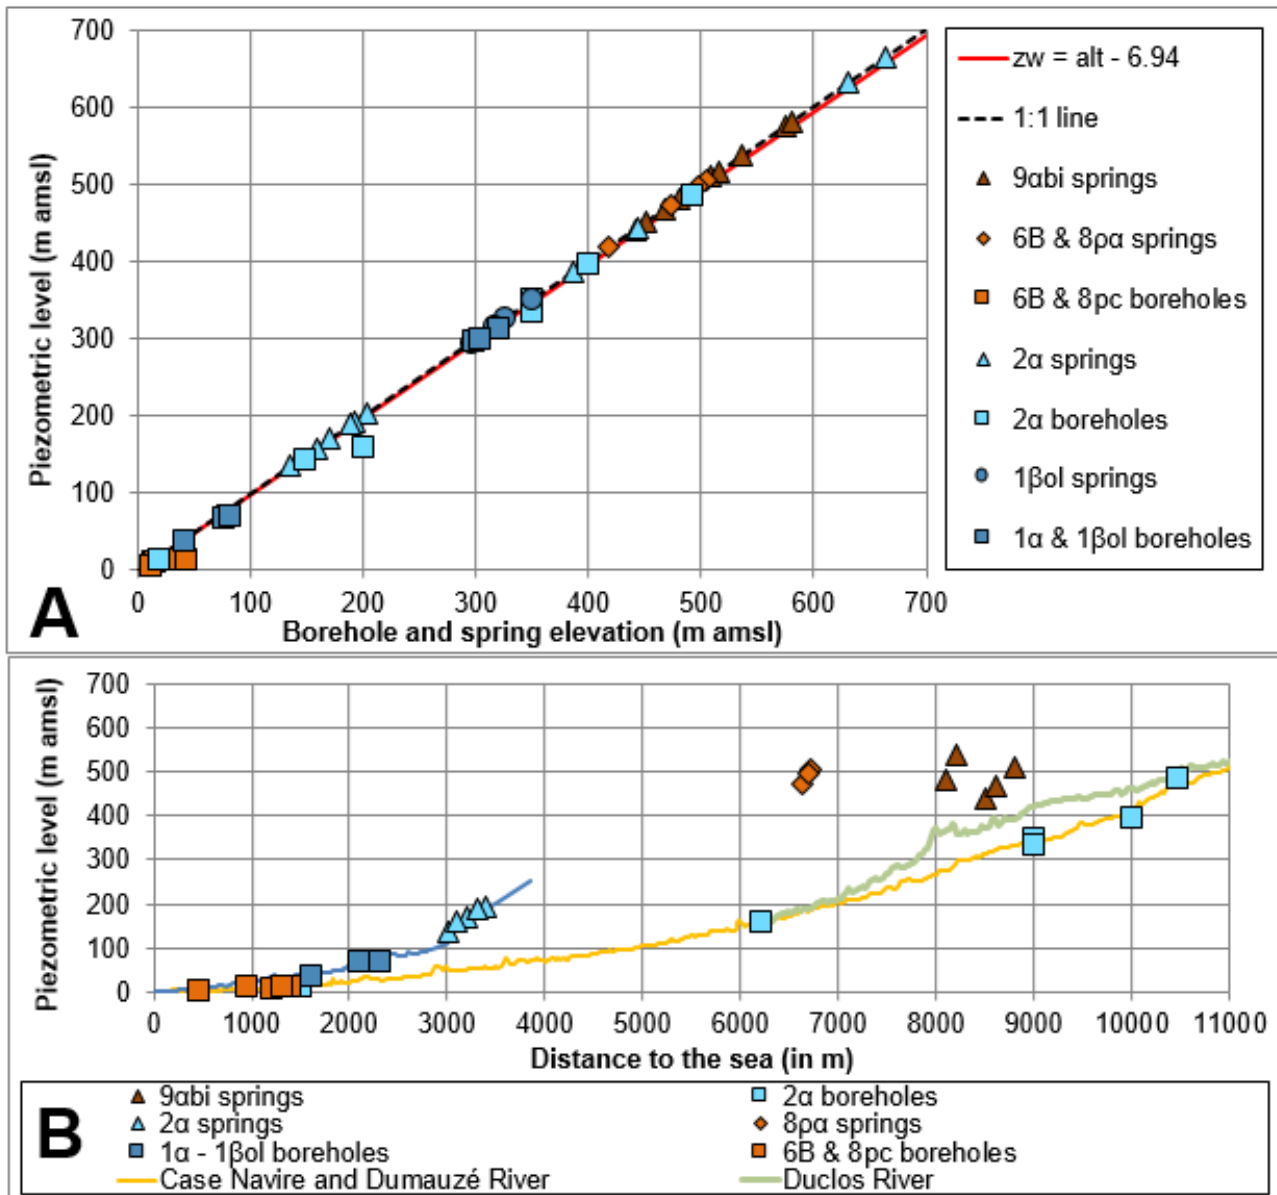 700
600
500
400
300
200
100
0
Piezometric level (m amsl)
0 100 200 300 400 500 600 700
Borehole and spring elevation (m amsl)
A
zw = alt - 6.94
1:1 line
9αbi springs
6B & 8ρα springs
6B & 8pc boreholes
2α springs
2α boreholes
1βol springs
1α & 1βol boreholes
700
600
500
400
300
200
100
0
Piezometric level (m amsl)
0 1000 2000 3000 4000 5000 6000 7000 8000 9000 10000 11000
Distance to the sea (in m)
B
9αbi springs 2α boreholes
2α springs 8ρα springs
1α - 1βol boreholes 6B & 8pc boreholes
Case Navire and Dumauzé River Duclos River